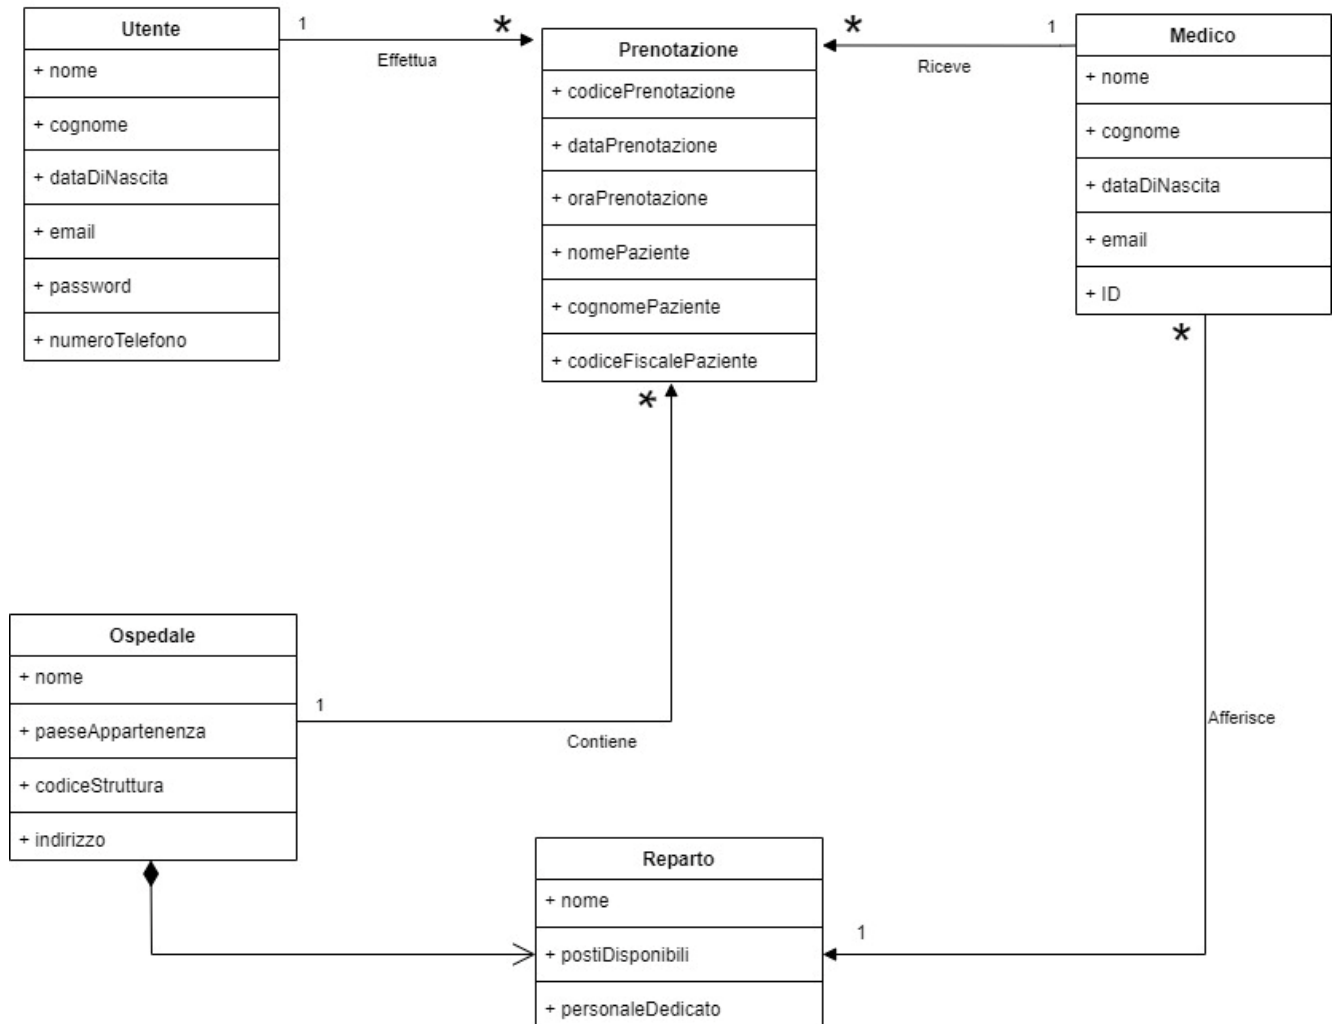 Utente
+ nome
+ cognome
+ dataDiNascita
+ email
+ password
+ numeroTelefono
1
*
Effettua
Prenotazione
+ codicePrenotazione
+ dataPrenotazione
+ oraPrenotazione
+ nomePaziente
+ cognomePaziente
+ codiceFiscalePaziente
*
*
1
Riceve
Medico
+ nome
+ cognome
+ dataDiNascita
+ email
+ ID
*
Afferisce
1
Ospedale
+ nome
+ paeseAppartenenza
+ codiceStruttura
+ indirizzo
1
Contiene
Reparto
+ nome
+ postiDisponibili
+ personaleDedicato